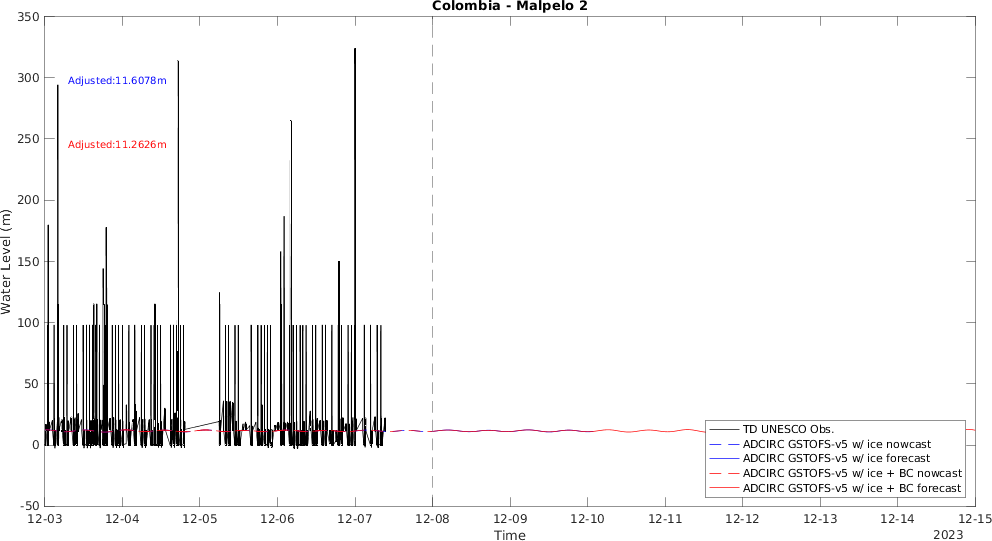 Colombia - Malpelo 2
350
300
250
200
150
100
50
0
-50
Water Level (m)
Adjusted:11.6078m
Adjusted:11.2626m
TD UNESCO Obs.
ADCIRC GSTOFS-v5 w/ ice nowcast
ADCIRC GSTOFS-v5 w/ ice forecast
ADCIRC GSTOFS-v5 w/ ice + BC nowcast
ADCIRC GSTOFS-v5 w/ ice + BC forecast
12-03 12-04 12-05 12-06 12-07 12-08 12-09 12-10 12-11 12-12 12-13 12-14 12-15
Time
2023